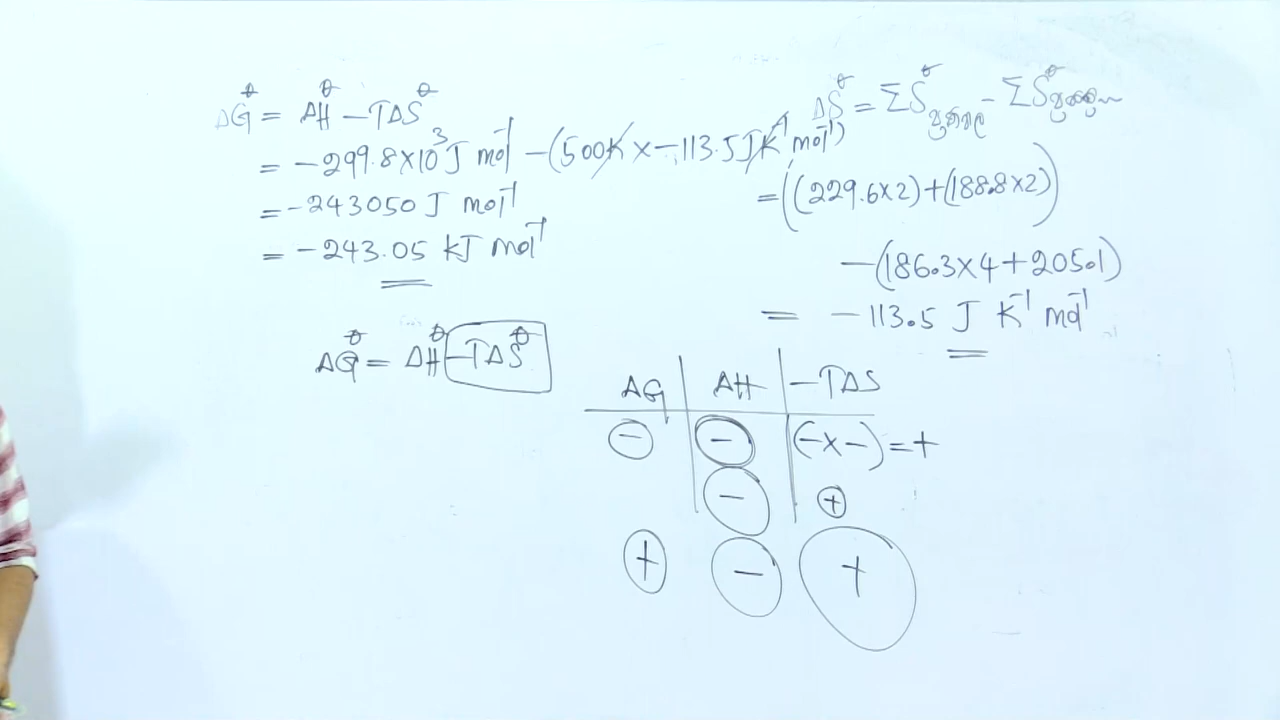 ΔG^θ = ΔH^θ – TΔS^θ
= –299.8×10³ J mol⁻¹ – (500K × –113.5 J K⁻¹ mol⁻¹)
= –243050 J mol⁻¹
= –243.05 kJ mol⁻¹
ΔG^θ = ΔH^θ –TΔS^θ
ΔS^θ = ΣS^θ – ΣS^θ
= ((229.6×2)+(188.8×2))
–(186.3×4+205.1)
= –113.5 J K⁻¹ mol⁻¹
ΔG ΔH –TΔS
– – (–×–)=+
– +
+ – +